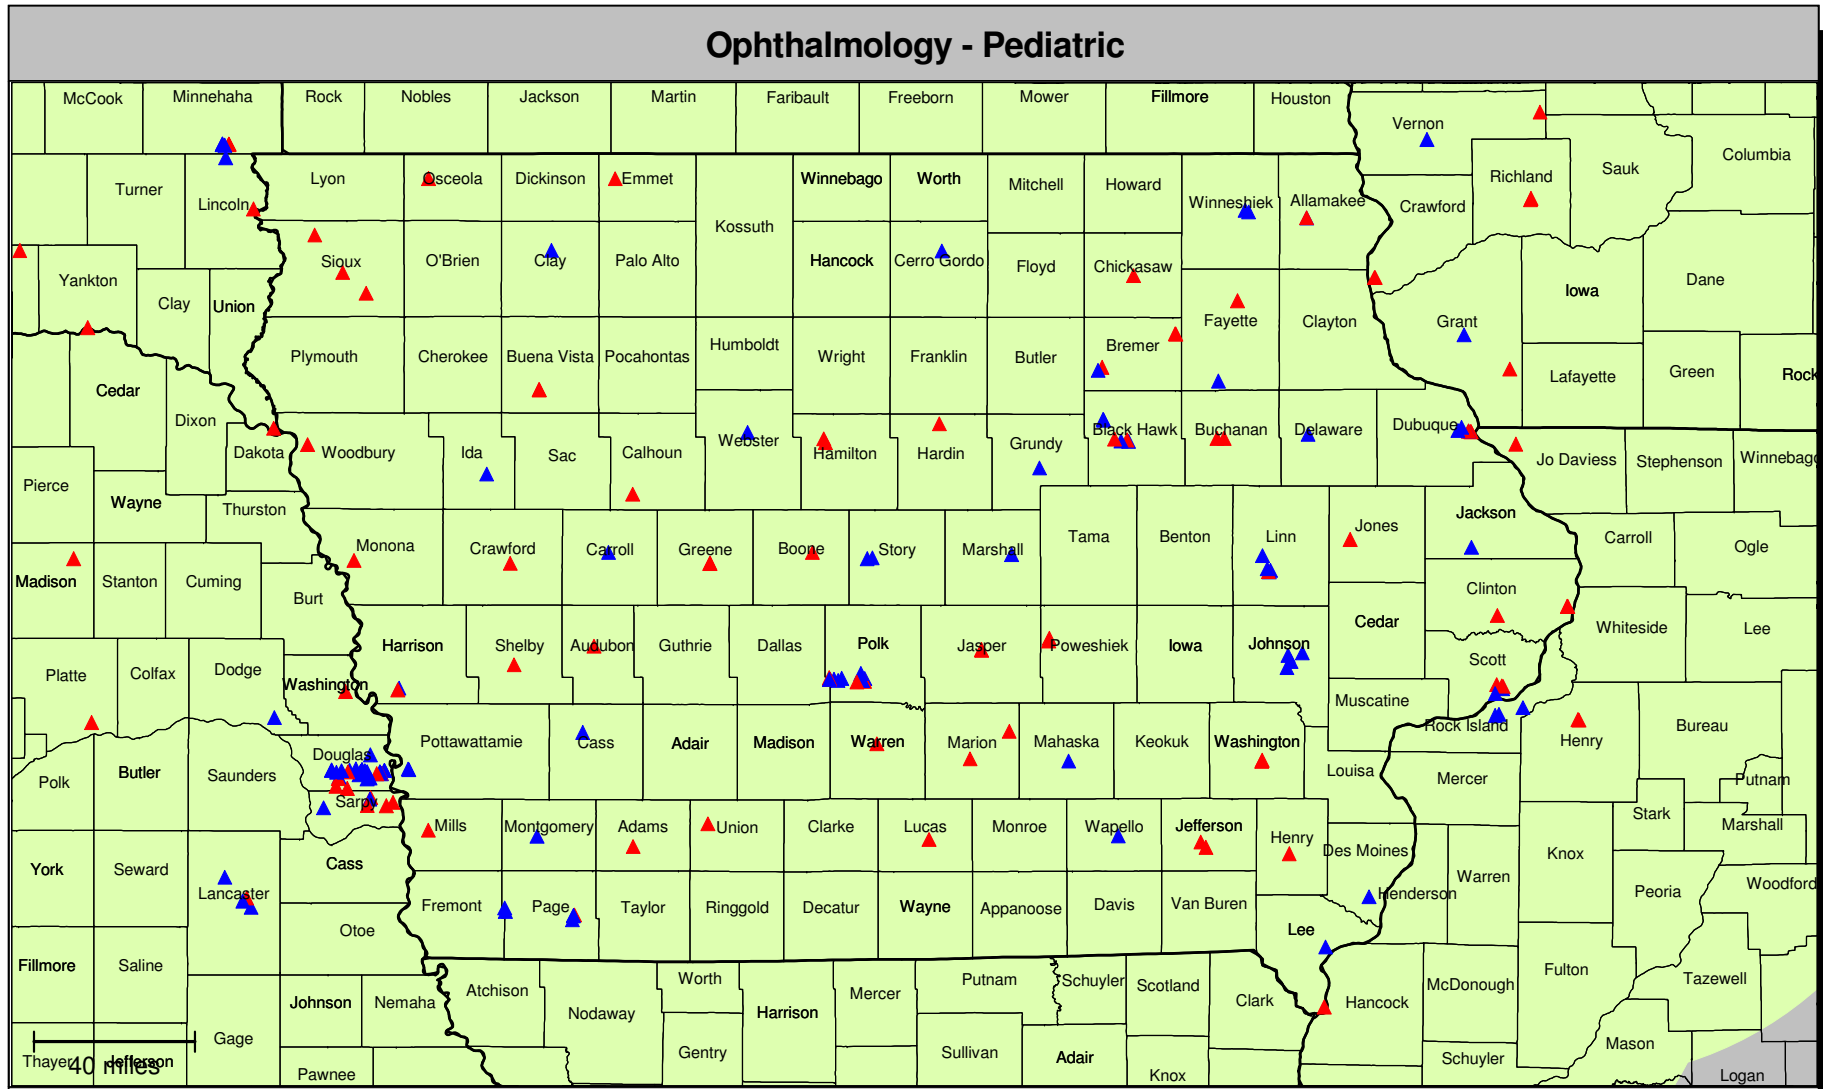 Ophthalmology - Pediatric
McCook Minnehaha Rock Nobles Jackson Martin Faribault Freeborn Mower Fillmore Houston
Vernon Columbia
Turner Lyon Osceola Dickinson Emmet Winnebago Worth Mitchell Howard Richland Sauk
Lincoln Winneshiek Allamakee Crawford
Kossuth
Yankton Sioux O'Brien Clay Palo Alto Hancock Cerro Gordo Floyd Chickasaw Dane
Clay Union Iowa
Fayette Clayton Grant
Plymouth Cherokee Buena Vista Pocahontas Humboldt Wright Franklin Butler Bremer
Cedar Lafayette Green Rock
Dixon Webster Grundy Black Hawk Buchanan Delaware Dubuque
Dakota Woodbury Ida Sac Calhoun Hamilton Hardin Jo Daviess Stephenson Winnebago
Pierce
Wayne Thurston Jackson
Monona Crawford Carroll Greene Boone Story Marshall Tama Benton Linn Jones Carroll Ogle
Madison Stanton Cuming
Burt Clinton
Cedar Whiteside Lee
Harrison Shelby Audubon Guthrie Dallas Polk Jasper Poweshiek Iowa Johnson
Platte Colfax Dodge Scott
Washington
Muscatine
Rock Island Bureau
Pottawattamie Cass Adair Madison Warren Marion Mahaska Keokuk Washington Henry
Douglas
Polk Butler Saunders Louisa Mercer Putnam
Sarpy
Mills Montgomery Adams Union Clarke Lucas Monroe Wapello Jefferson Henry Stark Marshall
Des Moines Knox
York Seward Cass Warren Woodford
Lancaster Henderson Peoria
Fremont Page Taylor Ringgold Decatur Wayne Appanoose Davis Van Buren
Otoe Lee
Fillmore Saline Fulton
Atchison Worth Putnam Schuyler Scotland McDonough Tazewell
Johnson Nemaha Mercer Clark Hancock
Nodaway Harrison
Gage Gentry Sullivan Adair Mason
Thayer Jefferson Schuyler
40 miles
Pawnee Knox Logan